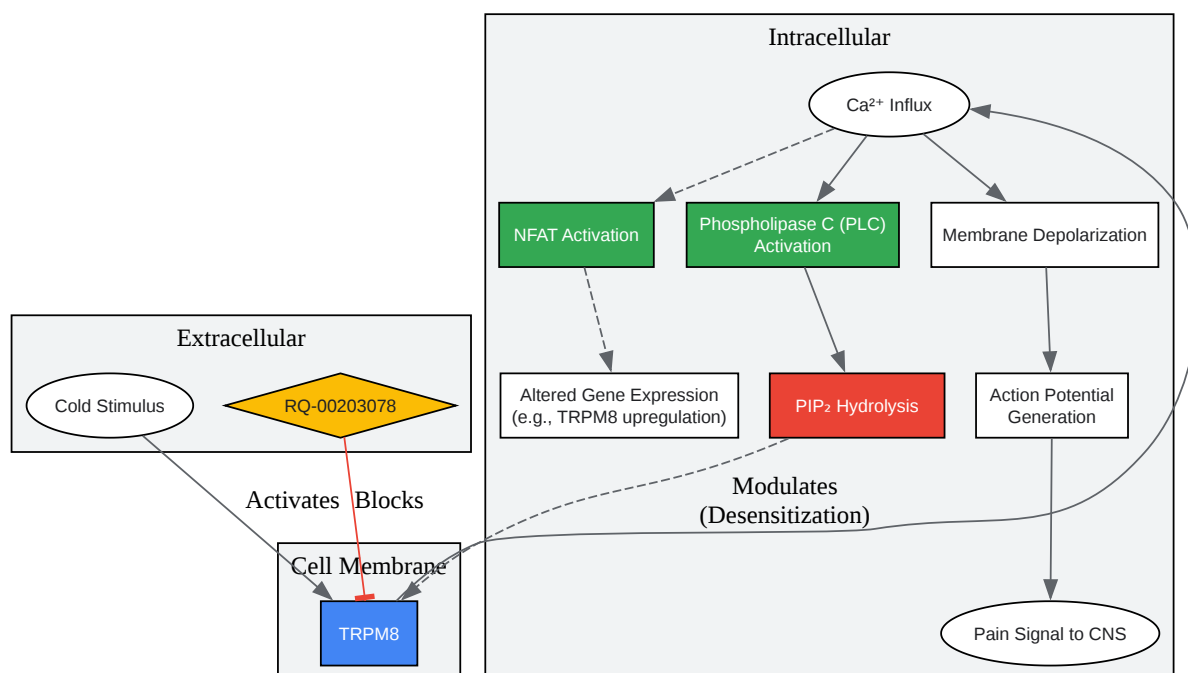 Intracellular
Ca²⁺ Influx
NFAT Activation
Phospholipase C (PLC)
Activation
Membrane Depolarization
Extracellular
Cold Stimulus
RQ-00203078
Altered Gene Expression
(e.g., TRPM8 upregulation)
PIP₂ Hydrolysis
Action Potential
Generation
Activates
Blocks
Modulates
(Desensitization)
Cell Membrane
TRPM8
Pain Signal to CNS